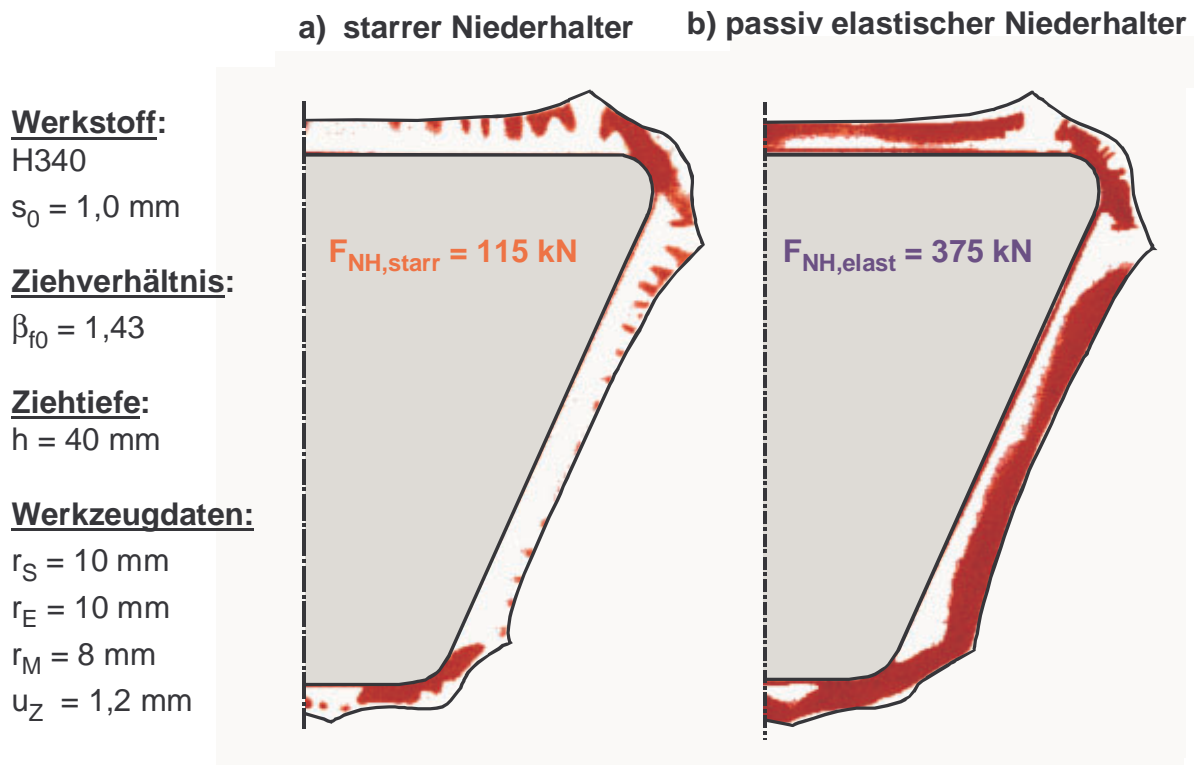 a) starrer Niederhalter
b) passiv elastischer Niederhalter
Werkstoff:
H340
s0 = 1,0 mm
Ziehverhältnis:
βf0 = 1,43
Ziehtiefe:
h = 40 mm
Werkzeugdaten:
rS = 10 mm
rE = 10 mm
rM = 8 mm
uZ = 1,2 mm
FNH,starr = 115 kN
FNH,elast = 375 kN